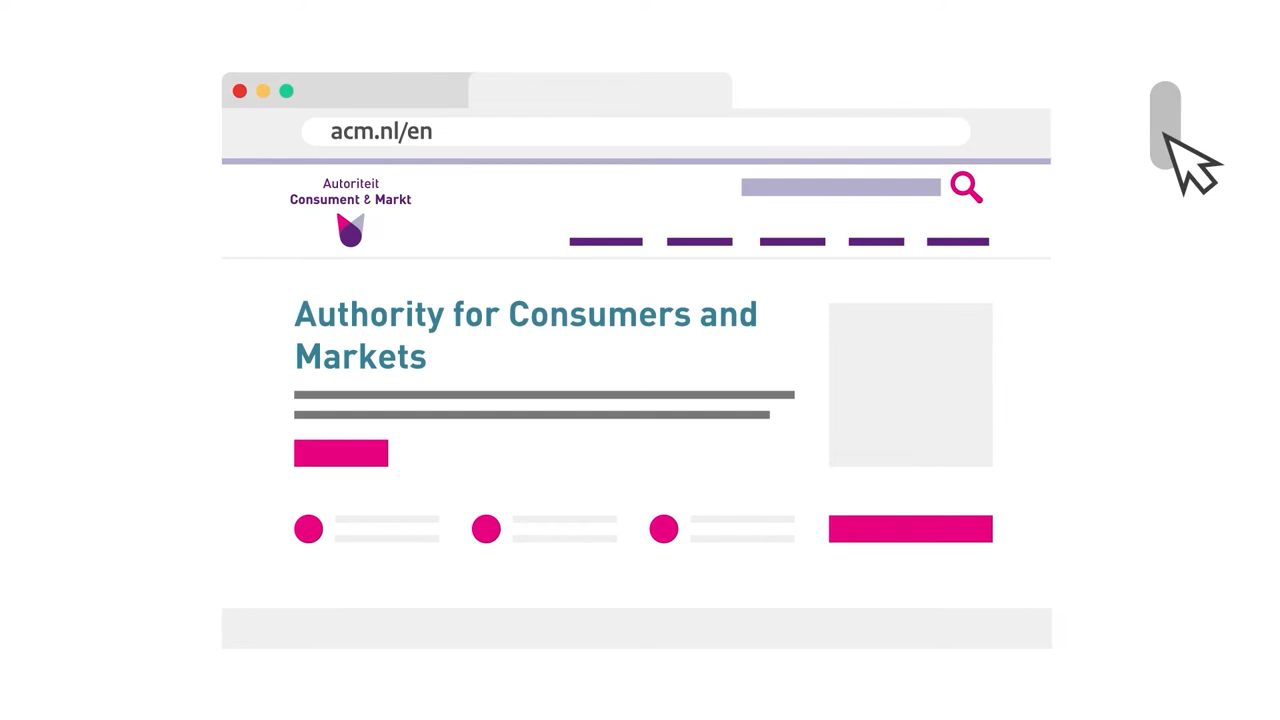 acm.nl/en
Autoriteit
Consument & Markt
Authority for Consumers and
Markets